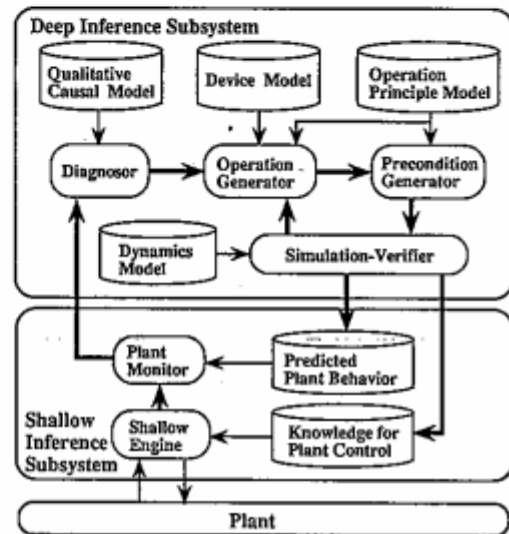 Deep Inference Subsystem
Qualitative
Causal Model
Device Model
Operation
Principle Model
Diagnosor
Operation
Generator
Precondition
Generator
Dynamics
Model
Simulation-Verifier
Plant
Monitor
Predicted
Plant Behavior
Shallow
Inference
Subsystem
Shallow
Engine
Knowledge for
Plant Control
Plant